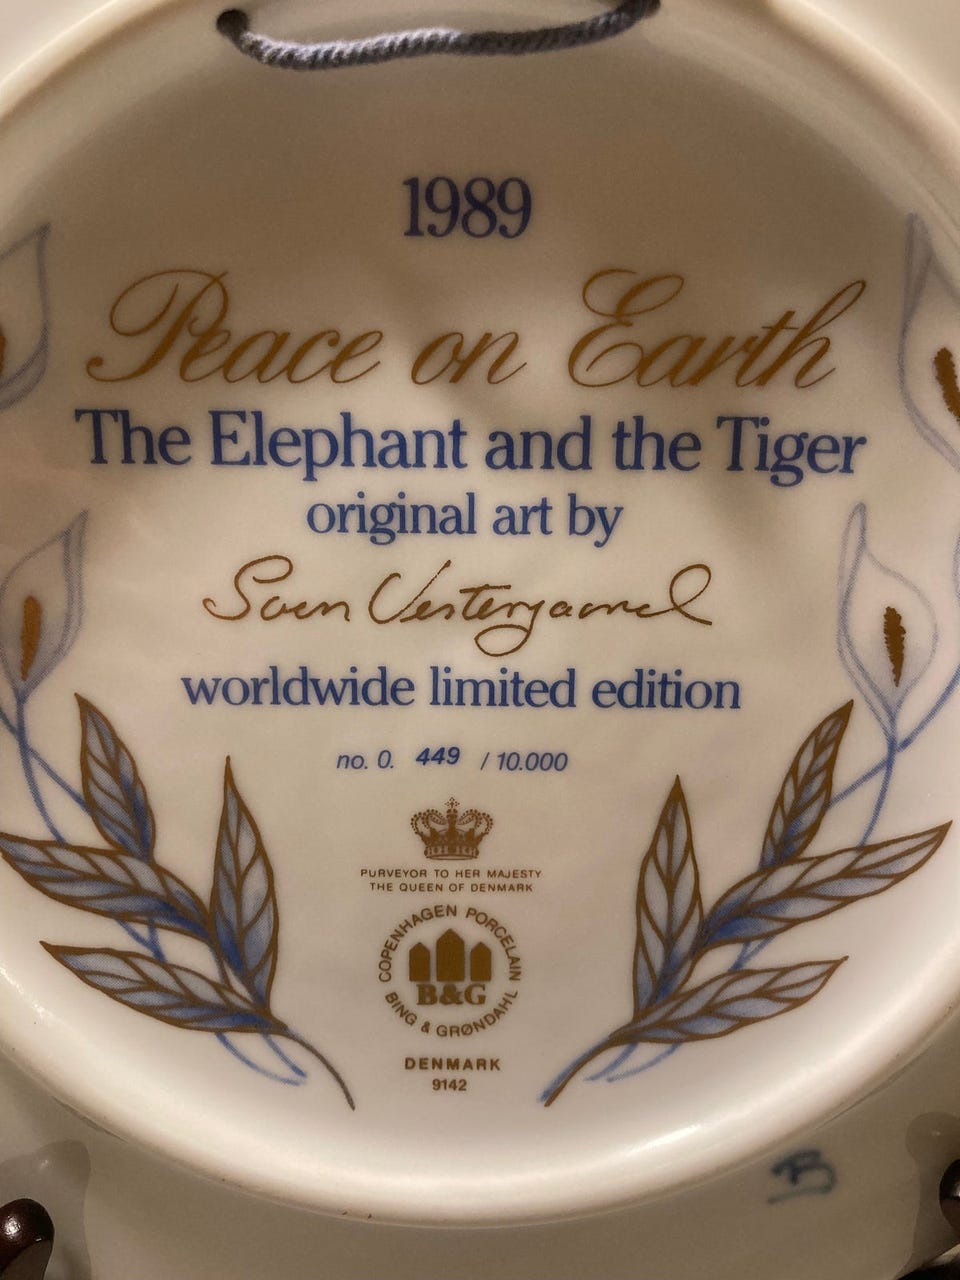 1989
Peace on Earth
The Elephant and the Tiger
original art by
Sven Vestergaard
worldwide limited edition
no. 0. 449 / 10.000
PURVEYOR TO HER MAJESTY
THE QUEEN OF DENMARK
COPENHAGEN PORCELAIN
B&G
BING & GRØNDAHL
DENMARK
9142
B